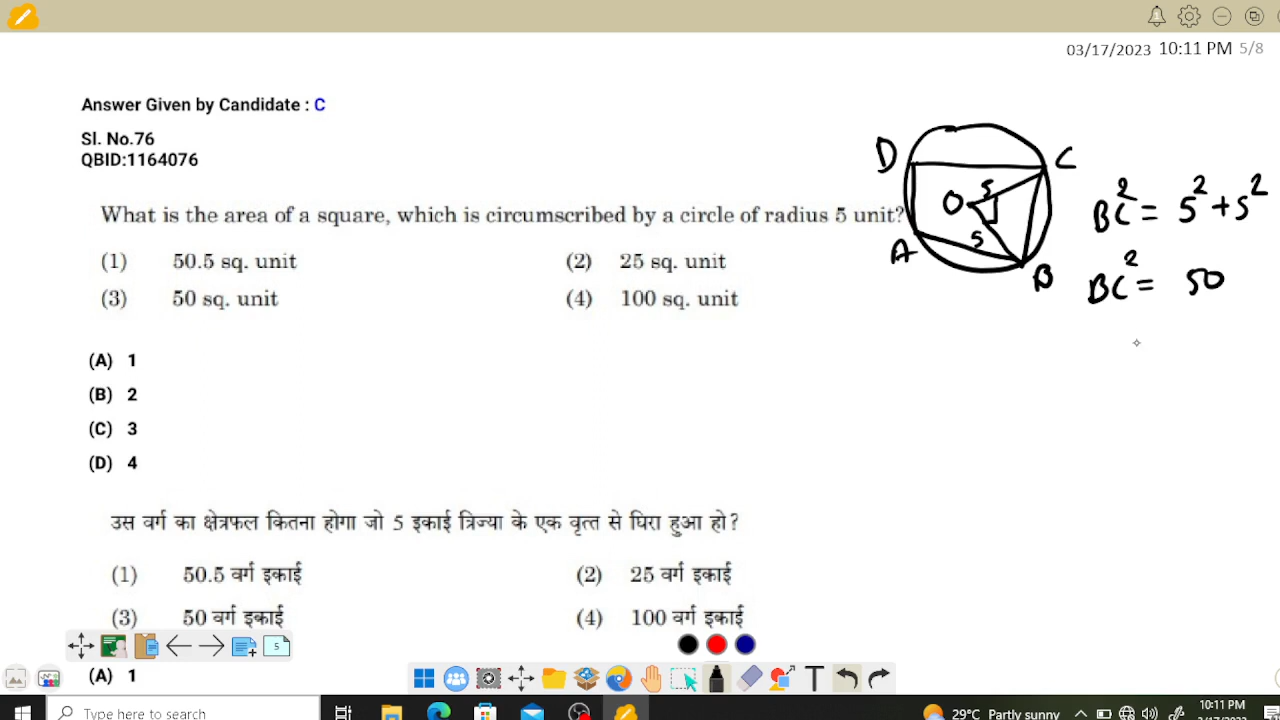 03/17/2023 10:11 PM 5/8
Answer Given by Candidate : C
Sl. No.76
QBID:1164076
What is the area of a square, which is circumscribed by a circle of radius 5 unit?
(1) 50.5 sq. unit (2) 25 sq. unit
(3) 50 sq. unit (4) 100 sq. unit
(A) 1
(B) 2
(C) 3
(D) 4
D C
O 5
5
A B
BC² = 5² + 5²
BC² = 50
उस वर्ग का क्षेत्रफल कितना होगा जो 5 इकाई त्रिज्या के एक वृत्त से घिरा हुआ हो?
(1) 50.5 वर्ग इकाई (2) 25 वर्ग इकाई
(3) 50 वर्ग इकाई (4) 100 वर्ग इकाई
5
(A) 1
T
Type here to search
29°C Partly sunny
10:11 PM